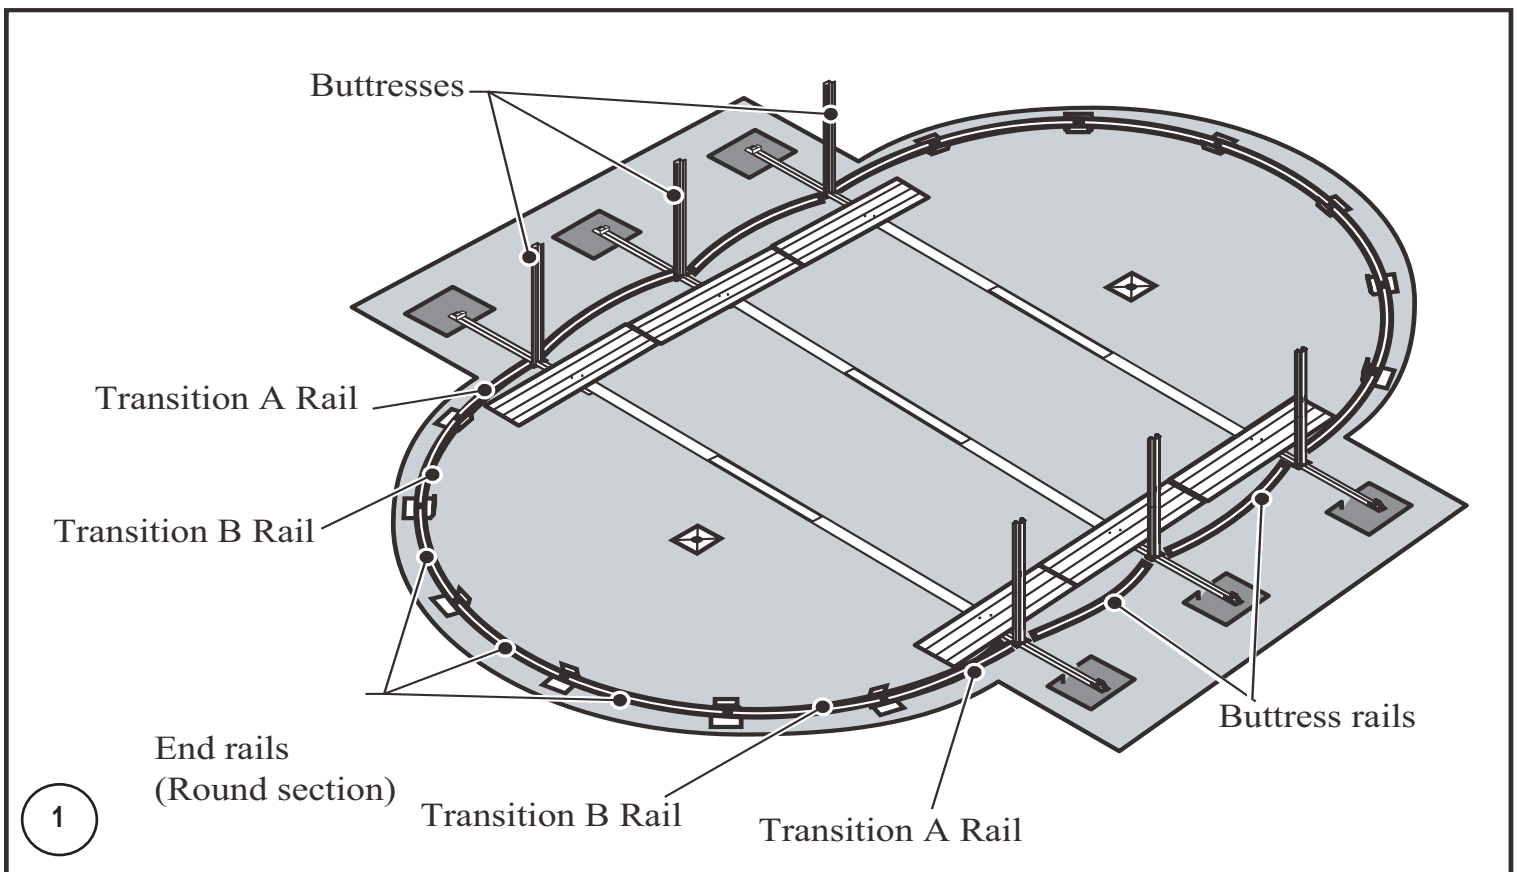 Buttresses
Transition A Rail
Transition B Rail
Buttress rails
End rails
(Round section)
Transition B Rail
Transition A Rail
1